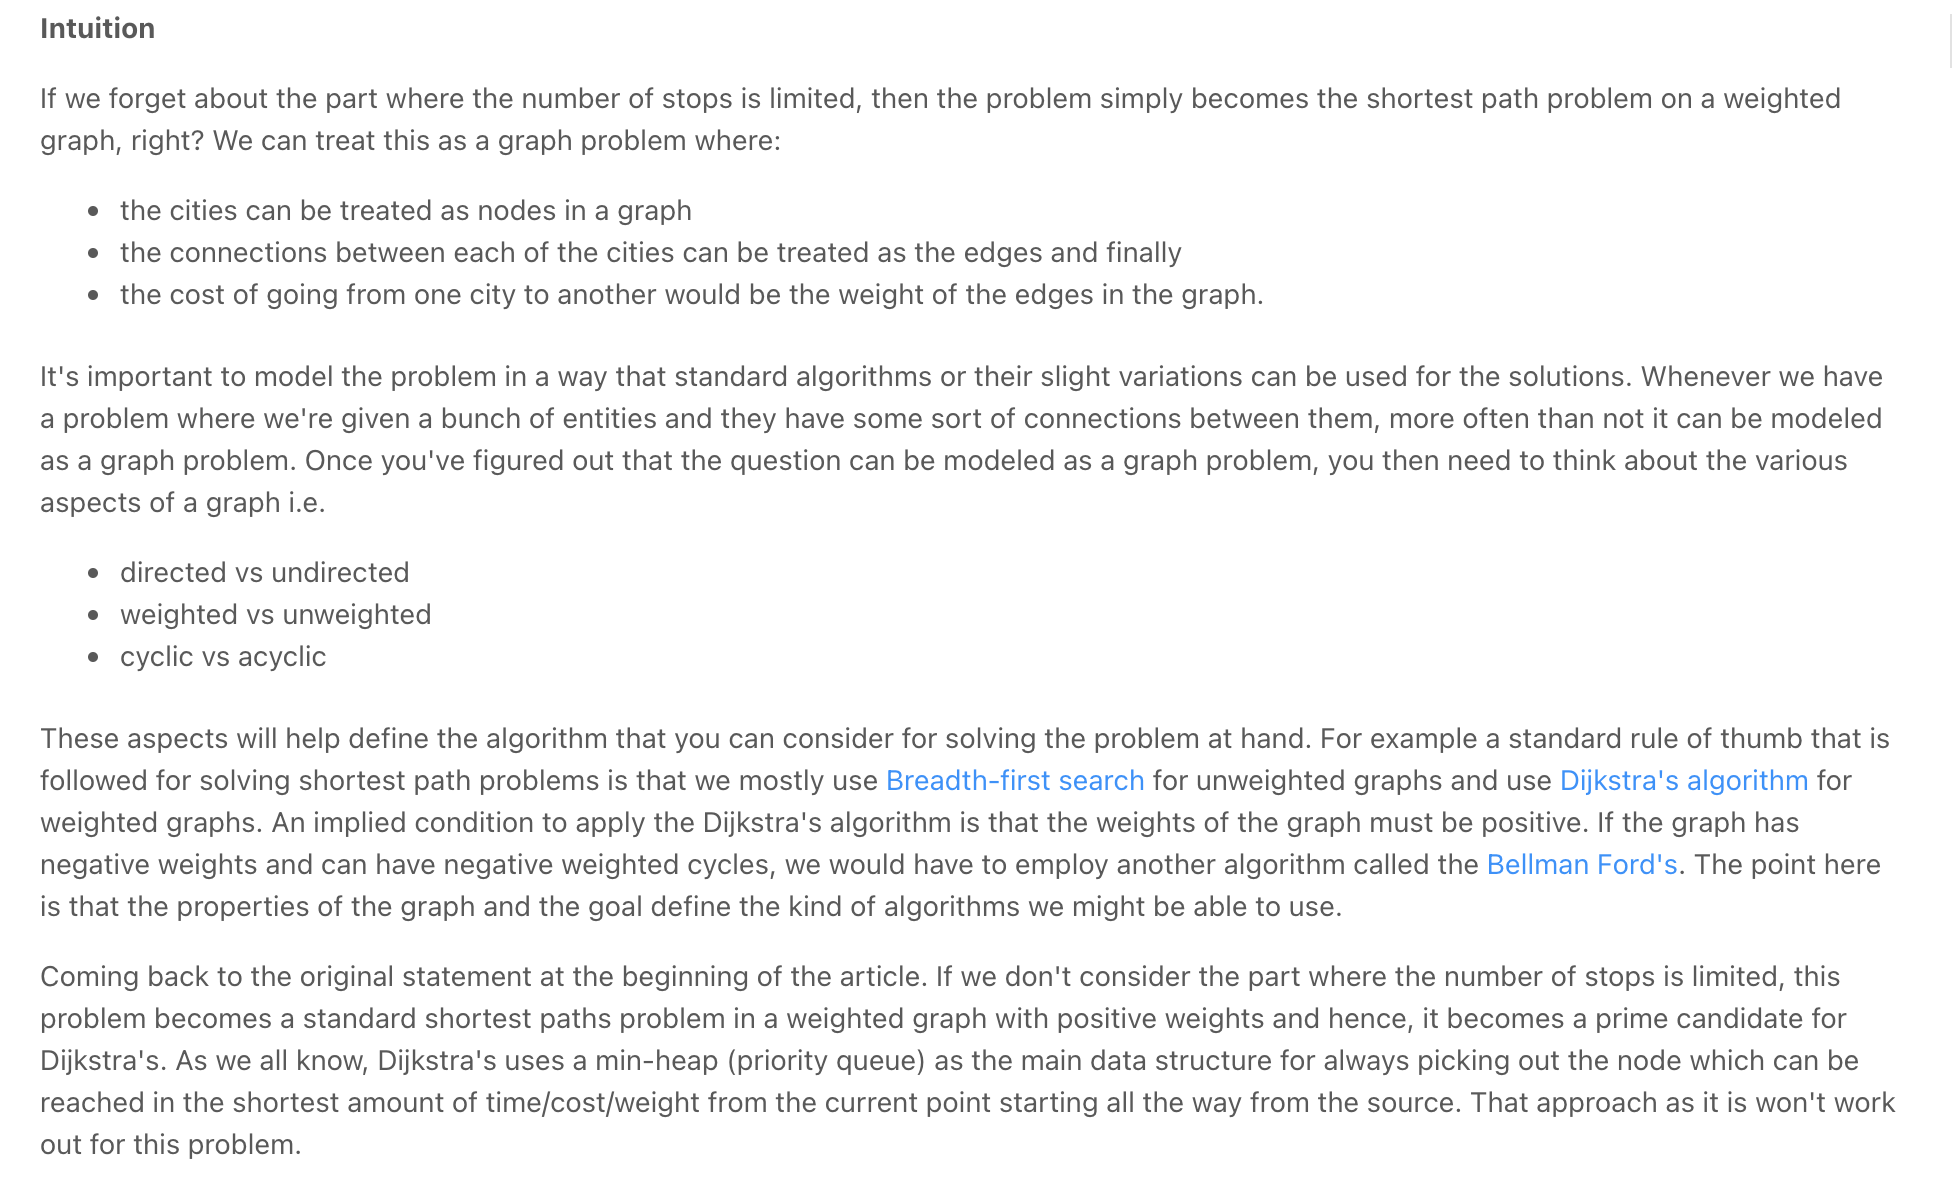 Intuition
If we forget about the part where the number of stops is limited, then the problem simply becomes the shortest path problem on a weighted
graph, right? We can treat this as a graph problem where:
• the cities can be treated as nodes in a graph
• the connections between each of the cities can be treated as the edges and finally
• the cost of going from one city to another would be the weight of the edges in the graph.
It's important to model the problem in a way that standard algorithms or their slight variations can be used for the solutions. Whenever we have
a problem where we're given a bunch of entities and they have some sort of connections between them, more often than not it can be modeled
as a graph problem. Once you've figured out that the question can be modeled as a graph problem, you then need to think about the various
aspects of a graph i.e.
• directed vs undirected
• weighted vs unweighted
• cyclic vs acyclic
These aspects will help define the algorithm that you can consider for solving the problem at hand. For example a standard rule of thumb that is
followed for solving shortest path problems is that we mostly use Breadth-first search for unweighted graphs and use Dijkstra's algorithm for
weighted graphs. An implied condition to apply the Dijkstra's algorithm is that the weights of the graph must be positive. If the graph has
negative weights and can have negative weighted cycles, we would have to employ another algorithm called the Bellman Ford's. The point here
is that the properties of the graph and the goal define the kind of algorithms we might be able to use.
Coming back to the original statement at the beginning of the article. If we don't consider the part where the number of stops is limited, this
problem becomes a standard shortest paths problem in a weighted graph with positive weights and hence, it becomes a prime candidate for
Dijkstra's. As we all know, Dijkstra's uses a min-heap (priority queue) as the main data structure for always picking out the node which can be
reached in the shortest amount of time/cost/weight from the current point starting all the way from the source. That approach as it is won't work
out for this problem.